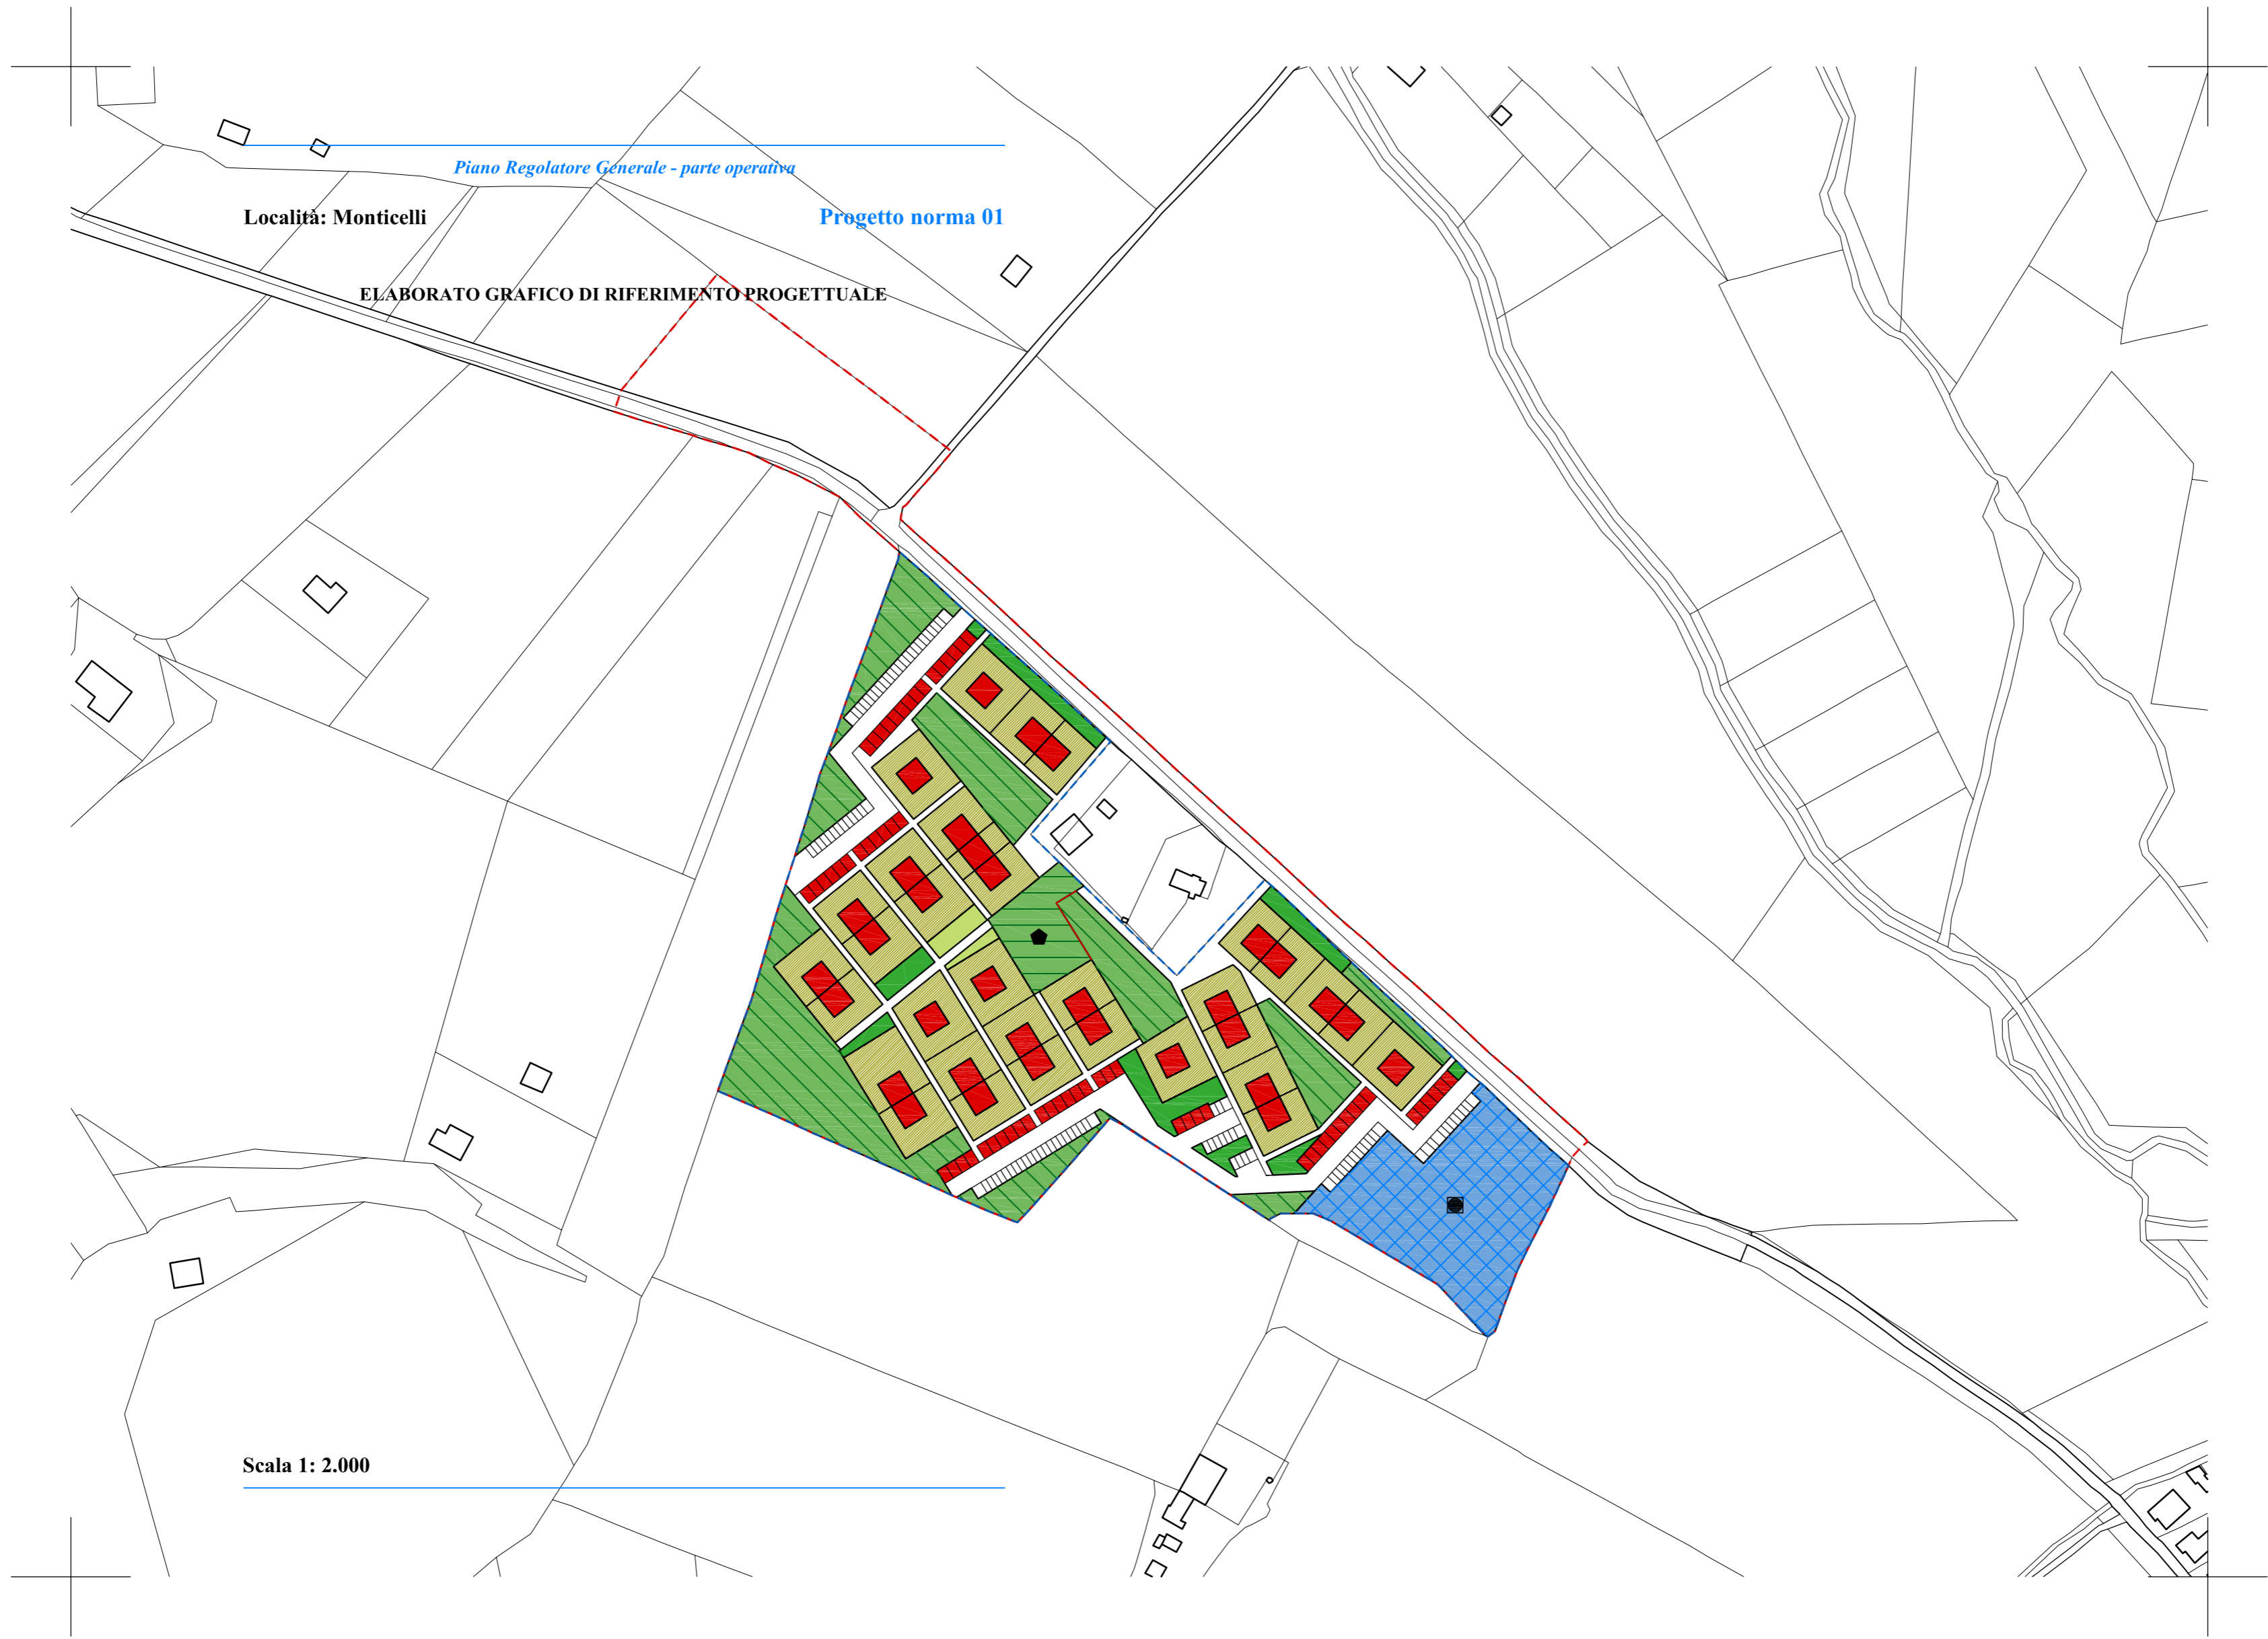 Piano Regolatore Generale - parte operativa
Località: Monticelli
Progetto norma 01
ELABORATO GRAFICO DI RIFERIMENTO PROGETTUALE
Scala 1: 2.000